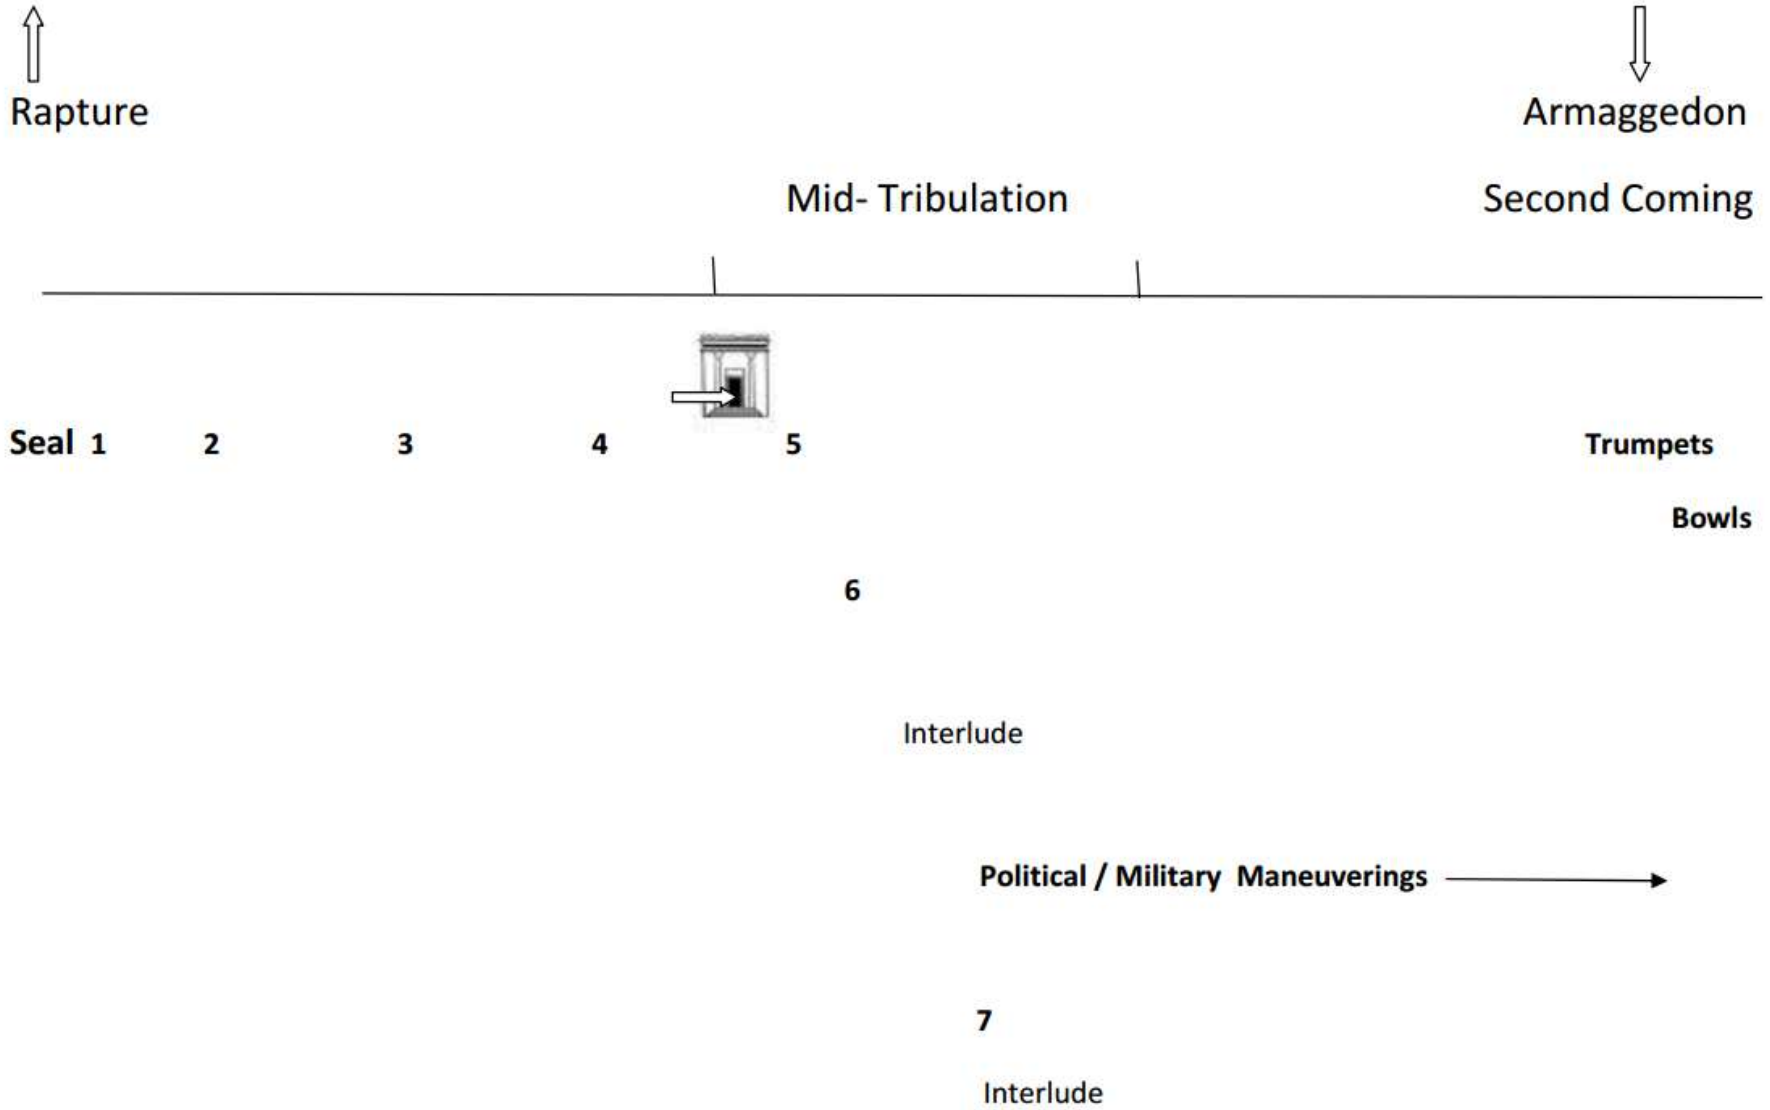 Rapture Armaggedon
Mid- Tribulation Second Coming
Seal 1 2 3 4 5 Trumpets
Bowls
6
Interlude
Political / Military Maneuverings
7
Interlude